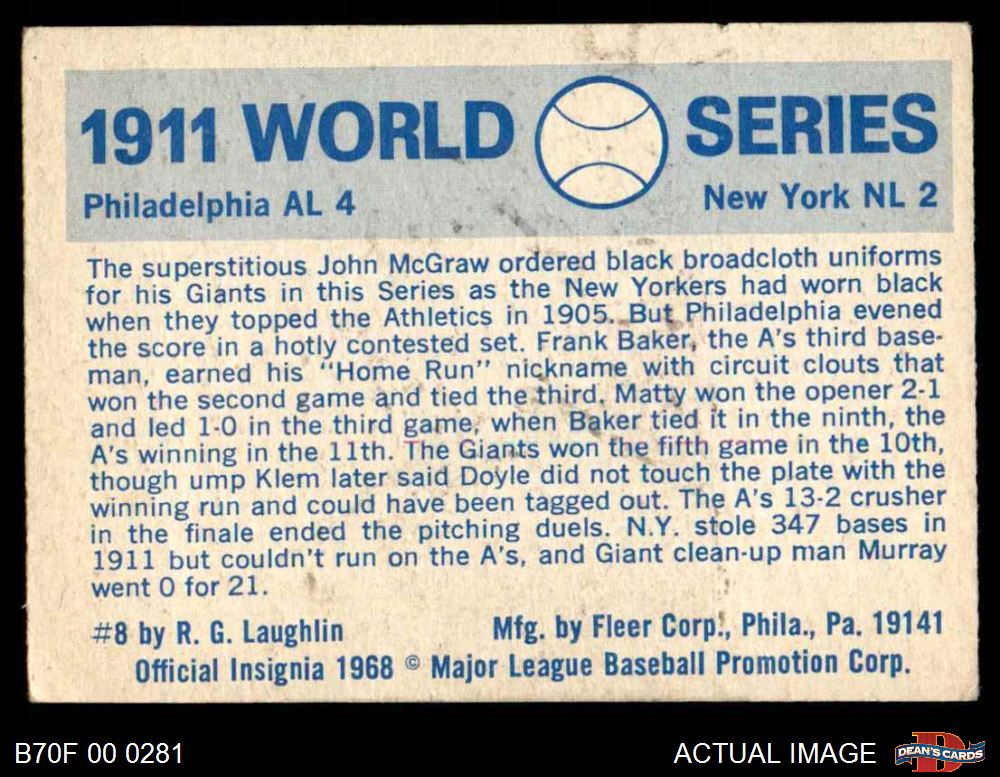 1911 WORLD SERIES
Philadelphia AL 4 New York NL 2
The superstitious John McGraw ordered black broadcloth uniforms
for his Giants in this Series as the New Yorkers had worn black
when they topped the Athletics in 1905. But Philadelphia evened
the score in a hotly contested set. Frank Baker, the A's third base-
man, earned his "Home Run" nickname with circuit clouts that
won the second game and tied the third. Matty won the opener 2-1
and led 1-0 in the third game, when Baker tied it in the ninth, the
A's winning in the 11th. The Giants won the fifth game in the 10th,
though ump Klem later said Doyle did not touch the plate with the
winning run and could have been tagged out. The A's 13-2 crusher
in the finale ended the pitching duels. N.Y. stole 347 bases in
1911 but couldn't run on the A's, and Giant clean-up man Murray
went 0 for 21.
#8 by R. G. Laughlin Mfg. by Fleer Corp., Phila., Pa. 19141
Official Insignia 1968 © Major League Baseball Promotion Corp.
B70F 00 0281 ACTUAL IMAGE DEAN'S CARDS